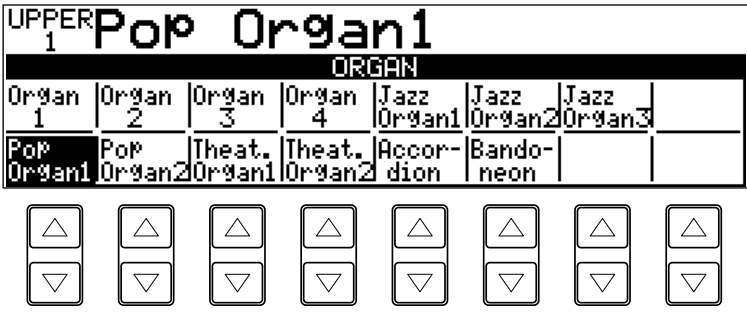 UPPER 1 Pop Organ1
ORGAN
Organ 1 Organ 2 Organ 3 Organ 4 Jazz Organ1 Jazz Organ2 Jazz Organ3
Pop Organ1 Pop Organ2 Theat. Organ1 Theat. Organ2 Accor-dion Bando-neon